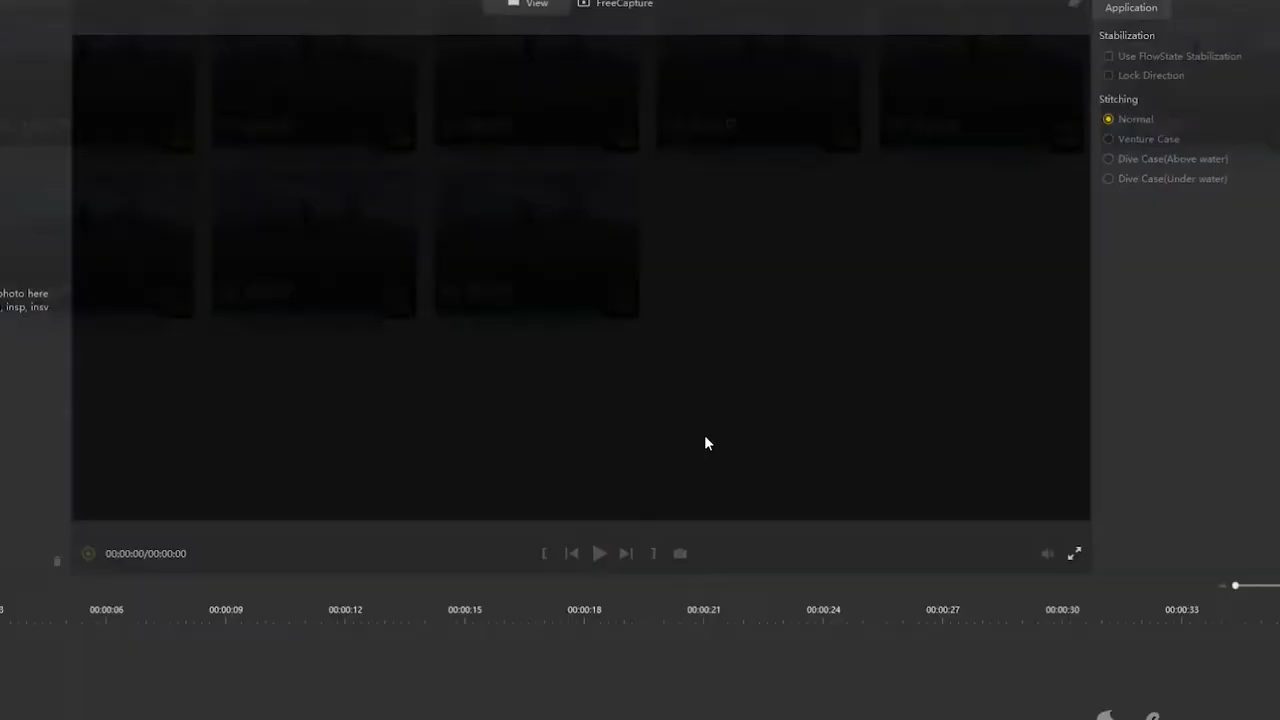 View
FreeCapture
Application
Stabilization
Use FlowState Stabilization
Lock Direction
Stitching
Normal
Venture Case
Dive Case(Above water)
Dive Case(Under water)
photo here
, insp, insv
00:00:00/00:00:00
00:00:06
00:00:09
00:00:12
00:00:15
00:00:18
00:00:21
00:00:24
00:00:27
00:00:30
00:00:33